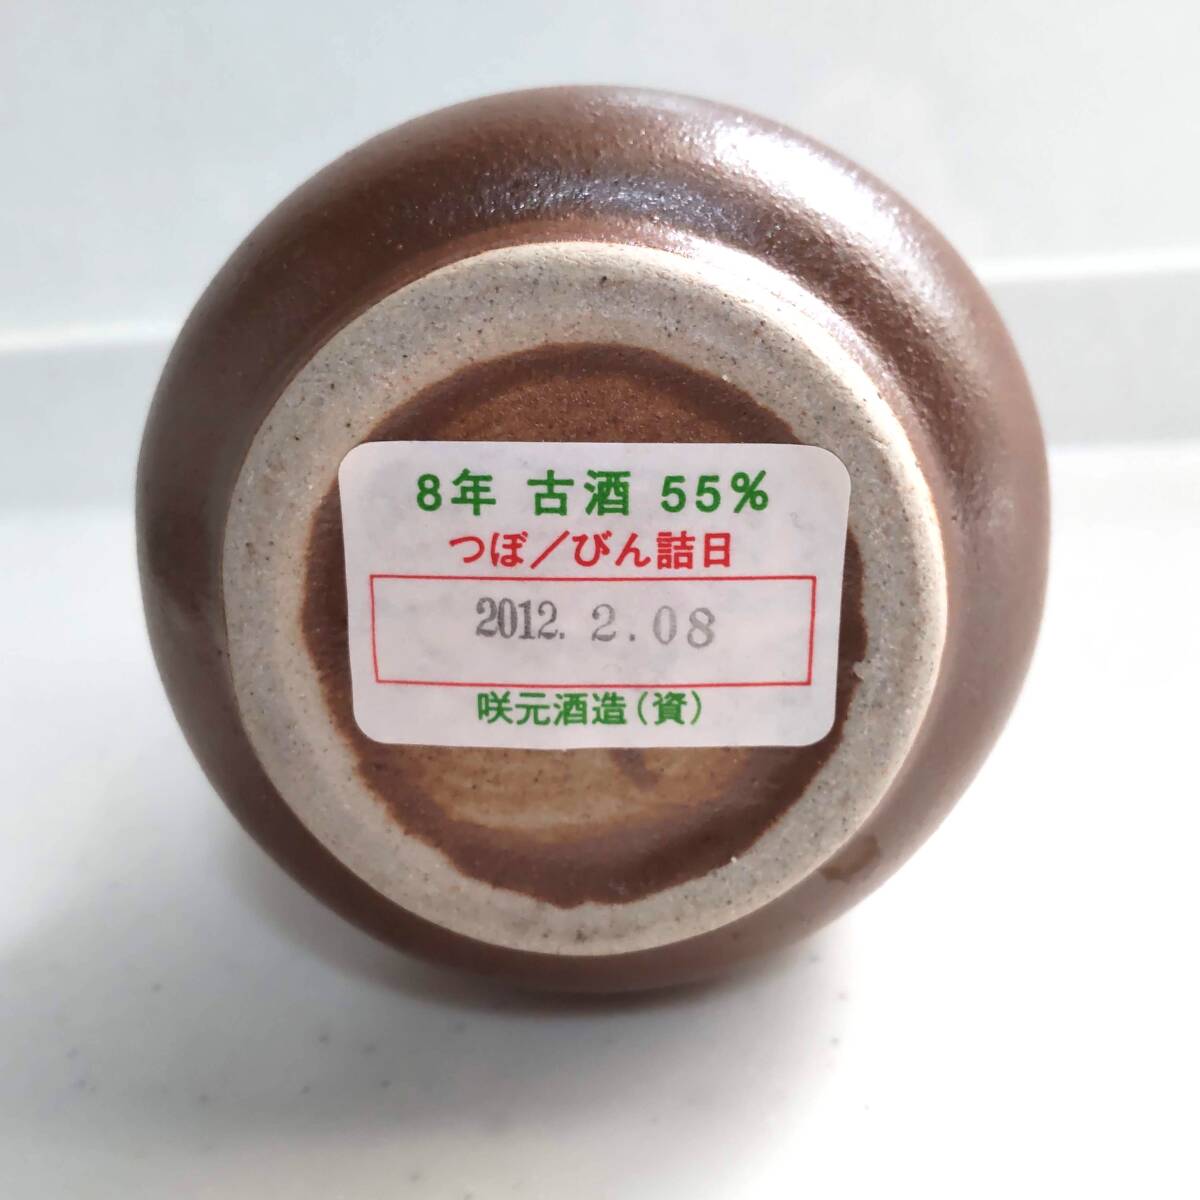 8年 古酒 55%
つぼ/びん詰日
2012. 2.08
咲元酒造(資)